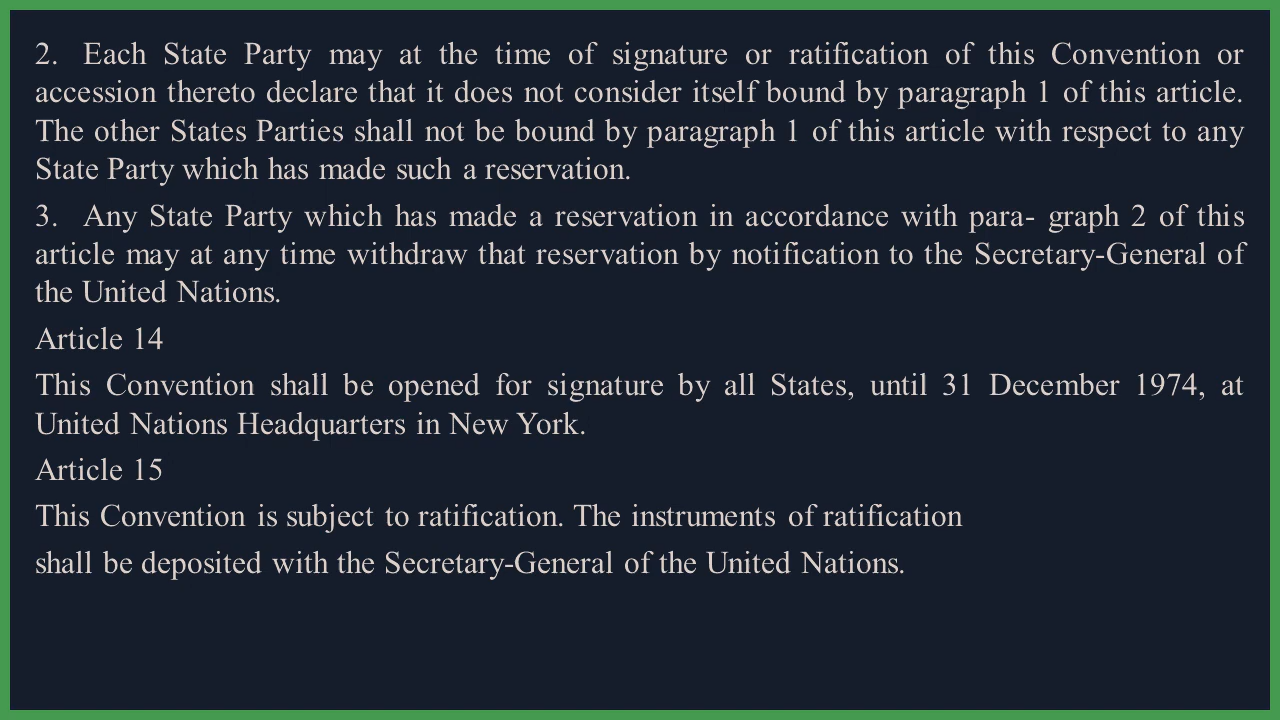 2. Each State Party may at the time of signature or ratification of this Convention or
accession thereto declare that it does not consider itself bound by paragraph 1 of this article.
The other States Parties shall not be bound by paragraph 1 of this article with respect to any
State Party which has made such a reservation.
3. Any State Party which has made a reservation in accordance with para- graph 2 of this
article may at any time withdraw that reservation by notification to the Secretary-General of
the United Nations.
Article 14
This Convention shall be opened for signature by all States, until 31 December 1974, at
United Nations Headquarters in New York.
Article 15
This Convention is subject to ratification. The instruments of ratification
shall be deposited with the Secretary-General of the United Nations.